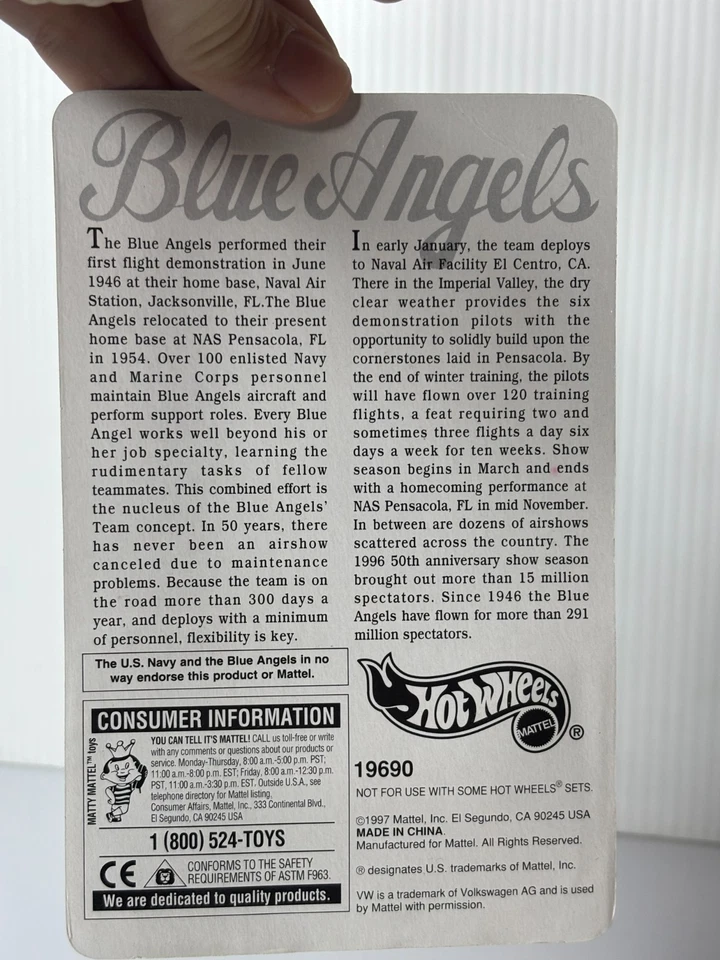 Blue Angels
The Blue Angels performed their
first flight demonstration in June
1946 at their home base, Naval Air
Station, Jacksonville, FL.The Blue
Angels relocated to their present
home base at NAS Pensacola, FL
in 1954. Over 100 enlisted Navy
and Marine Corps personnel
maintain Blue Angels aircraft and
perform support roles. Every Blue
Angel works well beyond his or
her job specialty, learning the
rudimentary tasks of fellow
teammates. This combined effort is
the nucleus of the Blue Angels'
Team concept. In 50 years, there
has never been an airshow
canceled due to maintenance
problems. Because the team is on
the road more than 300 days a
year, and deploys with a minimum
of personnel, flexibility is key.
In early January, the team deploys
to Naval Air Facility El Centro, CA.
There in the Imperial Valley, the dry
clear weather provides the six
demonstration pilots with the
opportunity to solidly build upon the
cornerstones laid in Pensacola. By
the end of winter training, the pilots
will have flown over 120 training
flights, a feat requiring two and
sometimes three flights a day six
days a week for ten weeks. Show
season begins in March and ends
with a homecoming performance at
NAS Pensacola, FL in mid November.
In between are dozens of airshows
scattered across the country. The
1996 50th anniversary show season
brought out more than 15 million
spectators. Since 1946 the Blue
Angels have flown for more than 291
million spectators.
The U.S. Navy and the Blue Angels in no
way endorse this product or Mattel.
CONSUMER INFORMATION
MATTY MATTEL™ toys
YOU CAN TELL IT'S MATTEL! CALL us toll-free or write
with any comments or questions about our products or
service. Monday-Thursday, 8:00 a.m.-5:00 p.m. PST;
11:00 a.m.-8:00 p.m. EST; Friday, 8:00 a.m.-12:30 p.m.
PST, 11:00 a.m.-3:30 p.m. EST. Outside U.S.A., see
telephone directory for Mattel listing.
Consumer Affairs, Mattel, Inc., 333 Continental Blvd.,
El Segundo, CA 90245 USA
1 (800) 524-TOYS
CE
CONFORMS TO THE SAFETY
REQUIREMENTS OF ASTM F963.
We are dedicated to quality products.
Hot Wheels
MATTEL
®
19690
NOT FOR USE WITH SOME HOT WHEELS® SETS.
©1997 Mattel, Inc. El Segundo, CA 90245 USA
MADE IN CHINA.
Manufactured for Mattel. All Rights Reserved.
® designates U.S. trademarks of Mattel, Inc.
VW is a trademark of Volkswagen AG and is used
by Mattel with permission.